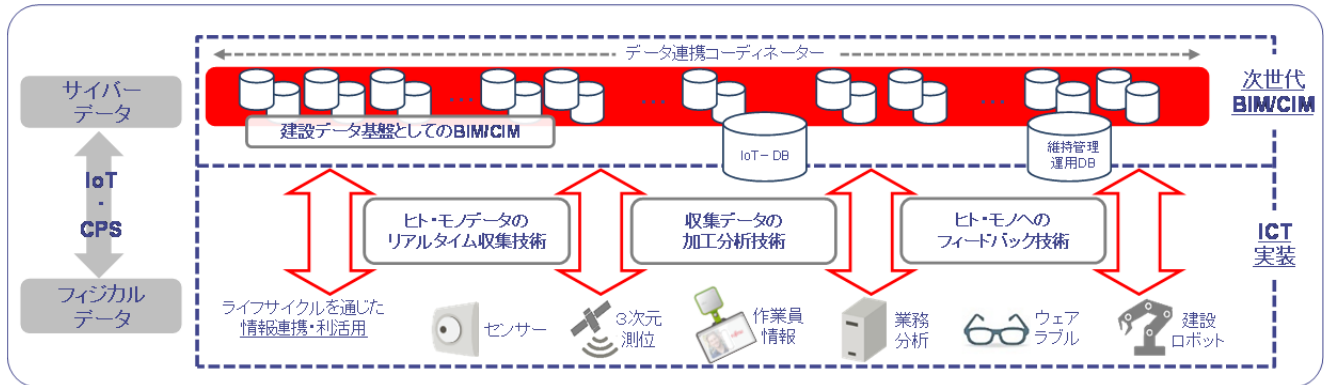 データ連携コーディネーター
サイバー
データ
…
…
…
次世代
BIM/CIM
建設データ基盤としてのBIM/CIM
IoT－DB
維持管理
運用DB
IoT
-
CPS
ヒト・モノデータの
リアルタイム収集技術
収集データの
加工分析技術
ヒト・モノへの
フィードバック技術
ICT
実装
フィジカル
データ
ライフサイクルを通じた
情報連携・利活用
センサー
3次元
測位
作業員
情報
業務
分析
ウェア
ラブル
建設
ロボット